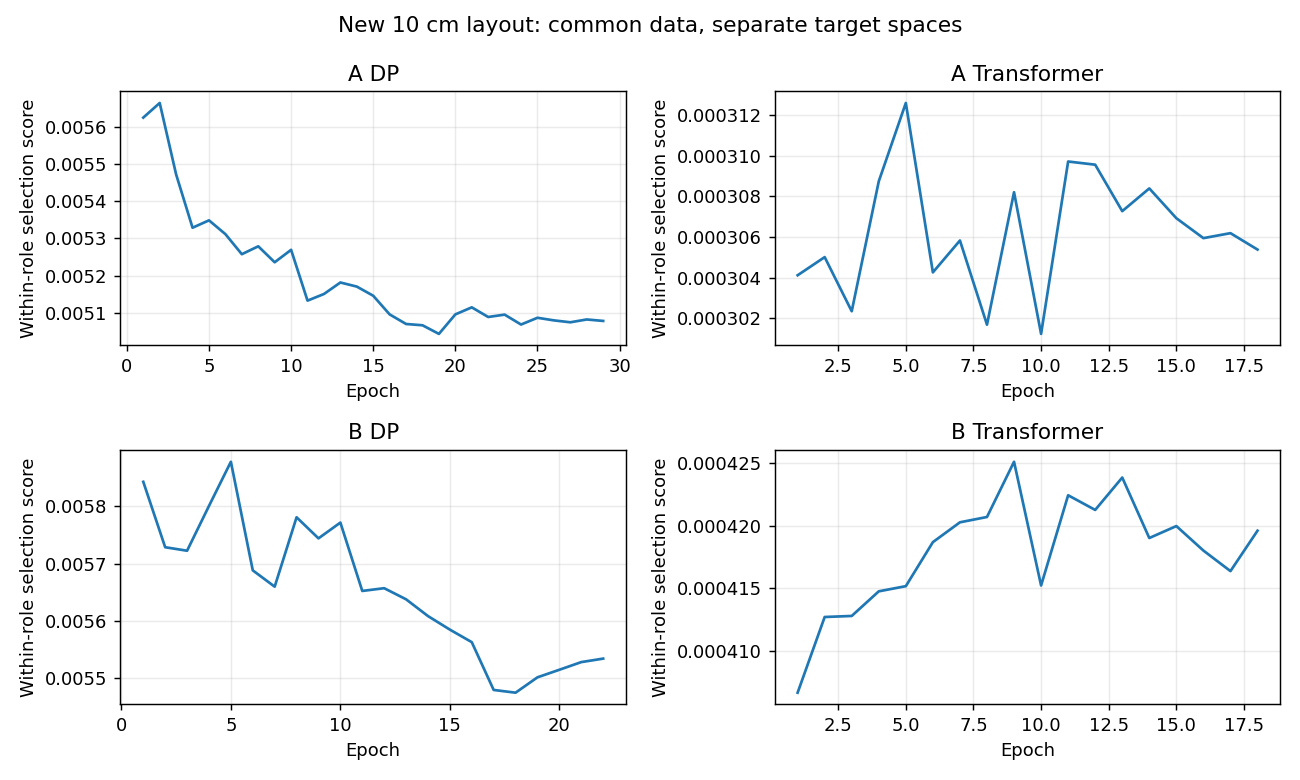 New 10 cm layout: common data, separate target spaces
A DP
Within-role selection score
0.0056
0.0055
0.0054
0.0053
0.0052
0.0051
0 5 10 15 20 25 30
Epoch
A Transformer
Within-role selection score
0.000312
0.000310
0.000308
0.000306
0.000304
0.000302
2.5 5.0 7.5 10.0 12.5 15.0 17.5
Epoch
B DP
Within-role selection score
0.0058
0.0057
0.0056
0.0055
0 5 10 15 20
Epoch
B Transformer
Within-role selection score
0.000425
0.000420
0.000415
0.000410
2.5 5.0 7.5 10.0 12.5 15.0 17.5
Epoch